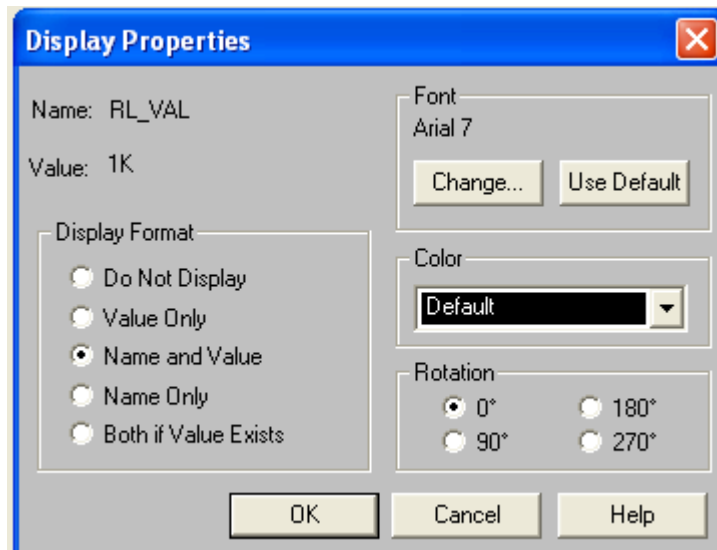 Display Properties
Name: RL_VAL
Value: 1K
Display Format
Do Not Display
Value Only
Name and Value
Name Only
Both if Value Exists
Font
Arial 7
Change...
Use Default
Color
Default
Rotation
0° 180°
90° 270°
OK Cancel Help